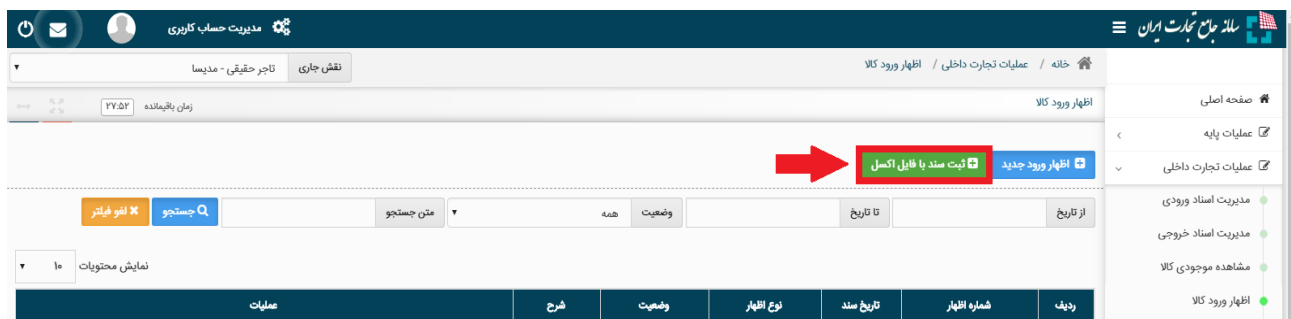 سامانه جامع تجارت ایران
مدیریت حساب کاربری
خانه / عملیات تجارت داخلی / اظهار ورود کالا
نقش جاری تاجر حقیقی - مدیسا
صفحه اصلی
عملیات پایه
عملیات تجارت داخلی
مدیریت اسناد ورودی
مدیریت اسناد خروجی
مشاهده موجودی کالا
اظهار ورود کالا
اظهار ورود کالا
زمان باقیمانده ۲۷:۵۲
اظهار ورود جدید ثبت سند با فایل اکسل
از تاریخ تا تاریخ وضعیت همه متن جستجو جستجو لغو فیلتر
نمایش محتویات ۱۰
ردیف شماره اظهار تاریخ سند نوع اظهار وضعیت شرح عملیات